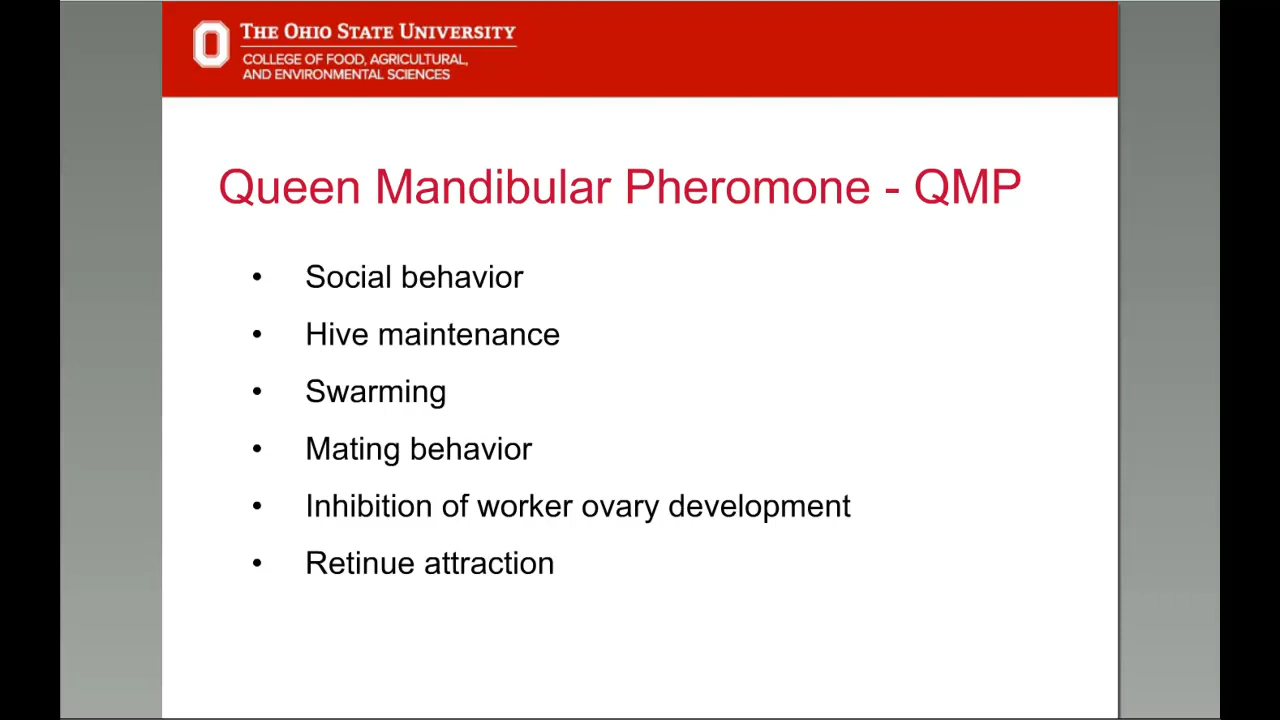 THE OHIO STATE UNIVERSITY
COLLEGE OF FOOD, AGRICULTURAL,
AND ENVIRONMENTAL SCIENCES
Queen Mandibular Pheromone - QMP
• Social behavior
• Hive maintenance
• Swarming
• Mating behavior
• Inhibition of worker ovary development
• Retinue attraction